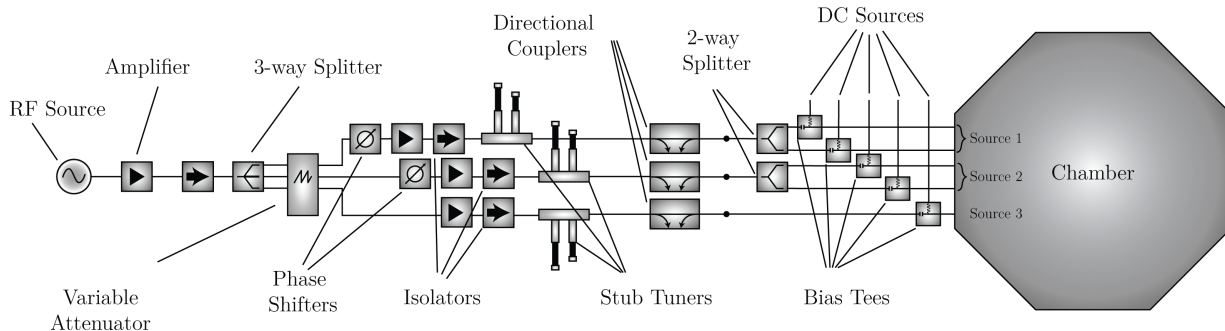 Directional
Couplers
2-way
Splitter
DC Sources
Amplifier
3-way Splitter
RF Source
Source 1
Source 2
Source 3
Chamber
Variable
Attenuator
Phase
Shifters
Isolators
Stub Tuners
Bias Tees